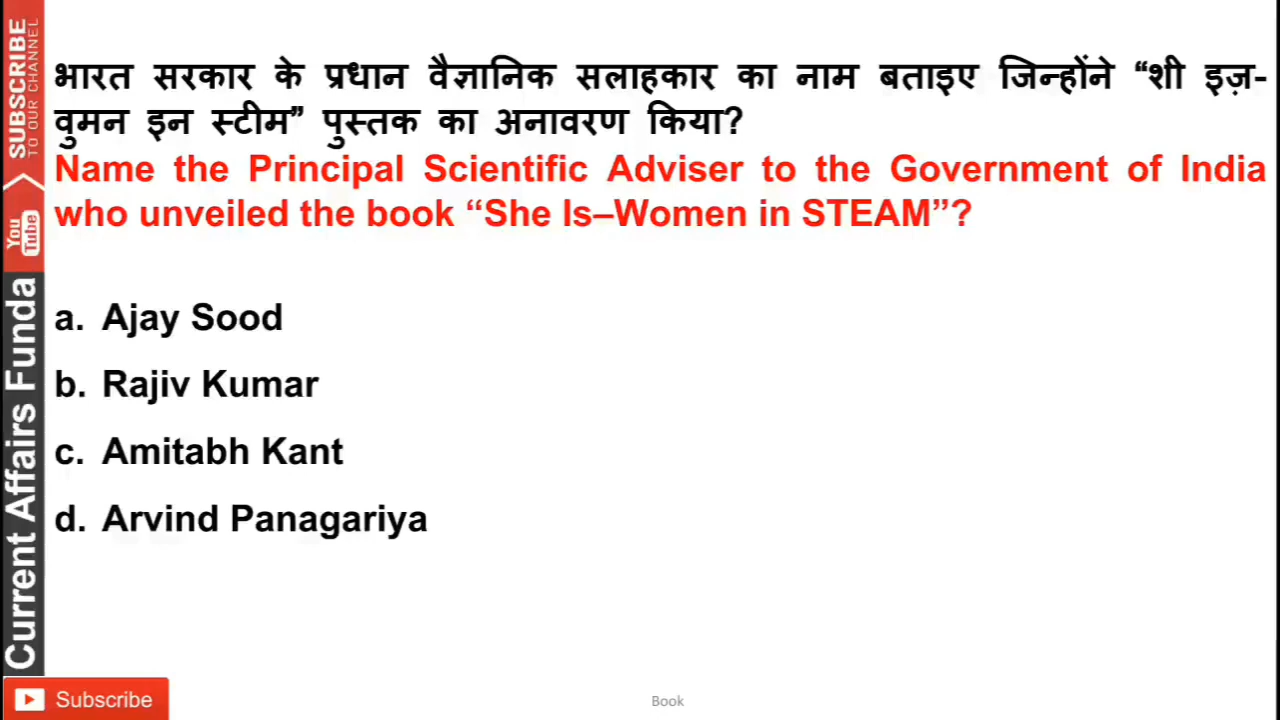 भारत सरकार के प्रधान वैज्ञानिक सलाहकार का नाम बताइए जिन्होंने “शी इज़-
वुमन इन स्टीम” पुस्तक का अनावरण किया?
Name the Principal Scientific Adviser to the Government of India
who unveiled the book “She Is–Women in STEAM”?
a. Ajay Sood
b. Rajiv Kumar
c. Amitabh Kant
d. Arvind Panagariya
SUBSCRIBE
TO OUR CHANNEL
You
Tube
Current Affairs Funda
Subscribe
Book